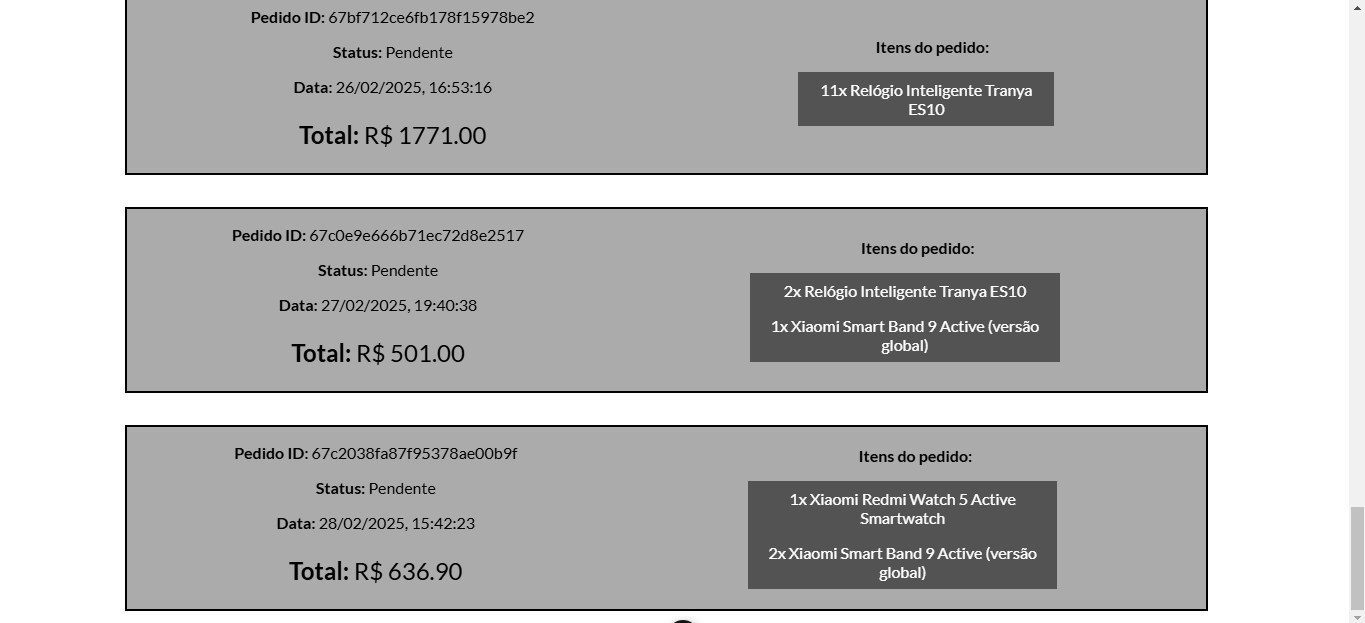 Pedido ID: 67bf712ce6fb178f15978be2
Status: Pendente
Data: 26/02/2025, 16:53:16
Total: R$ 1771.00
Itens do pedido:
11x Relógio Inteligente Tranya
ES10
Pedido ID: 67c0e9e666b71ec72d8e2517
Status: Pendente
Data: 27/02/2025, 19:40:38
Total: R$ 501.00
Itens do pedido:
2x Relógio Inteligente Tranya ES10
1x Xiaomi Smart Band 9 Active (versão
global)
Pedido ID: 67c2038fa87f95378ae00b9f
Status: Pendente
Data: 28/02/2025, 15:42:23
Total: R$ 636.90
Itens do pedido:
1x Xiaomi Redmi Watch 5 Active
Smartwatch
2x Xiaomi Smart Band 9 Active (versão
global)